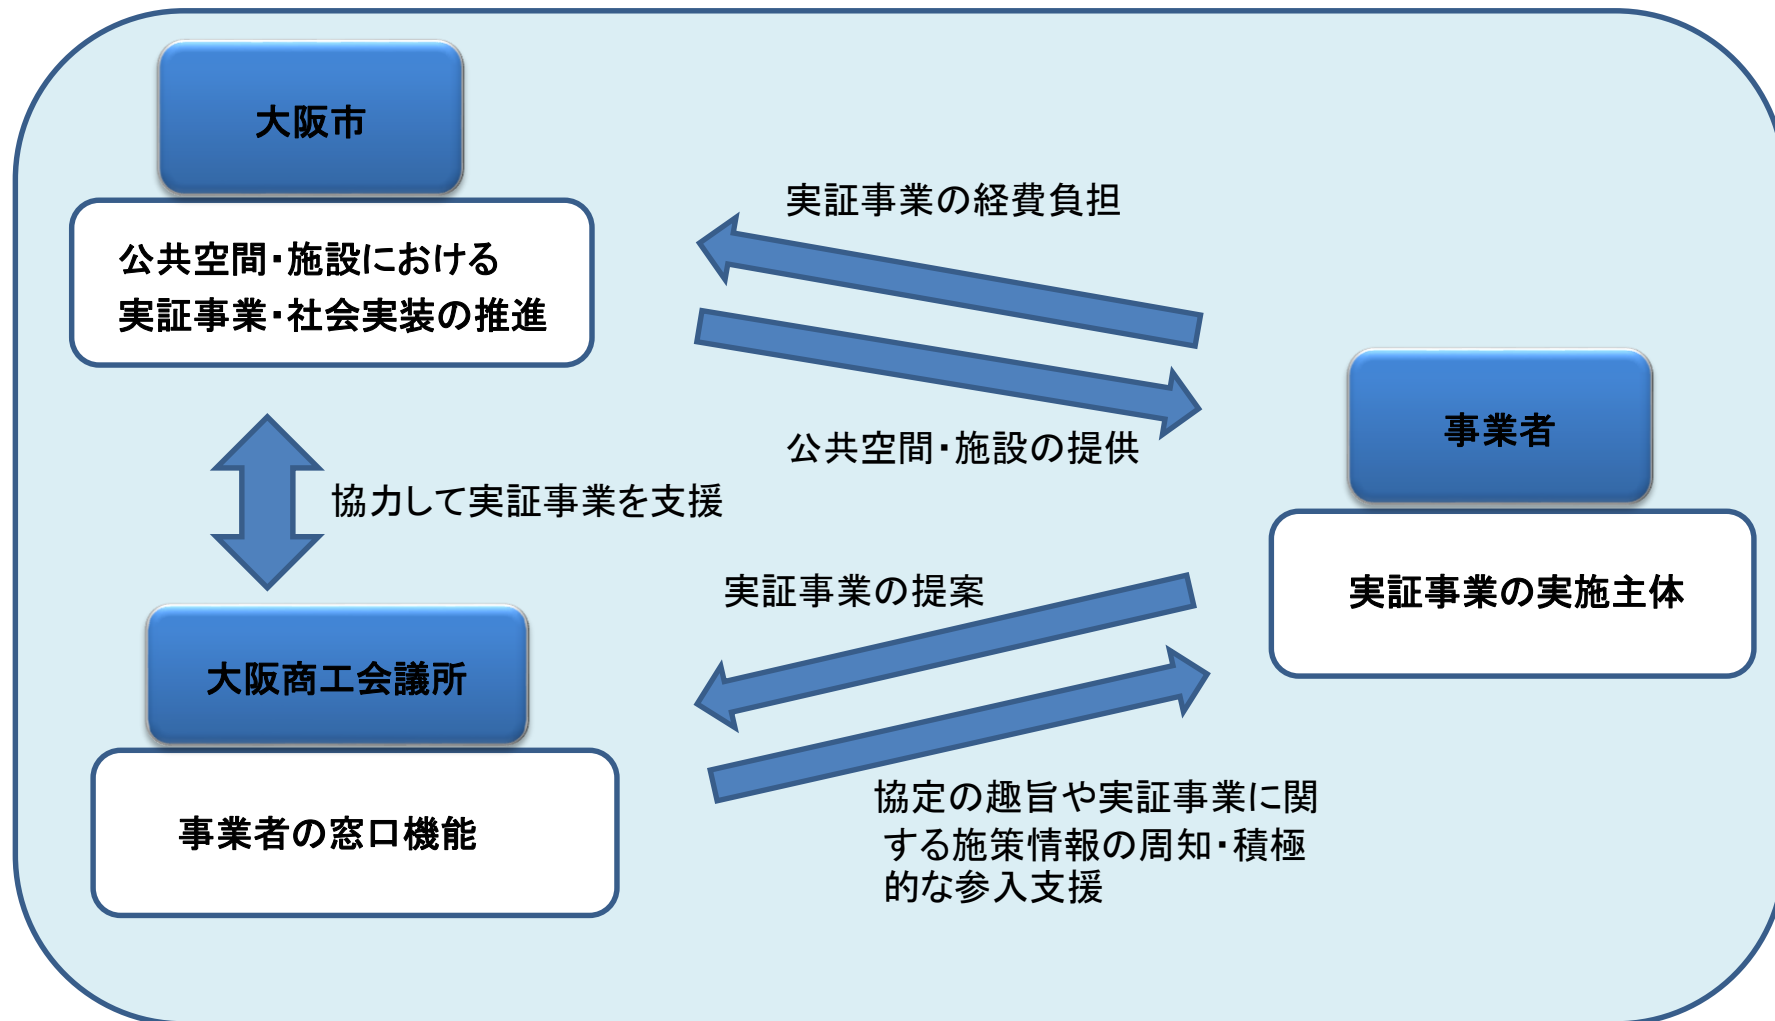 大阪市
公共空間・施設における
実証事業・社会実装の推進
実証事業の経費負担
公共空間・施設の提供
事業者
実証事業の実施主体
協力して実証事業を支援
実証事業の提案
大阪商工会議所
事業者の窓口機能
協定の趣旨や実証事業に関
する施策情報の周知・積極
的な参入支援